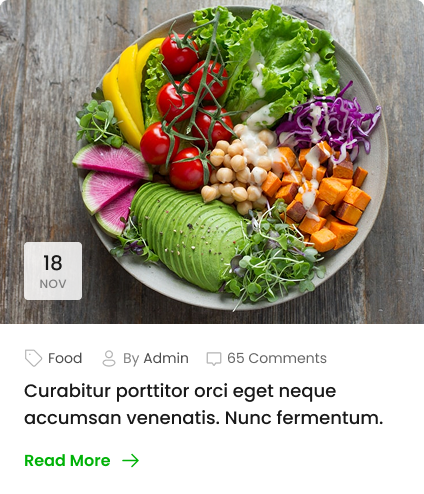 18
NOV
Food By Admin 65 Comments
Curabitur porttitor orci eget neque
accumsan venenatis. Nunc fermentum.
Read More